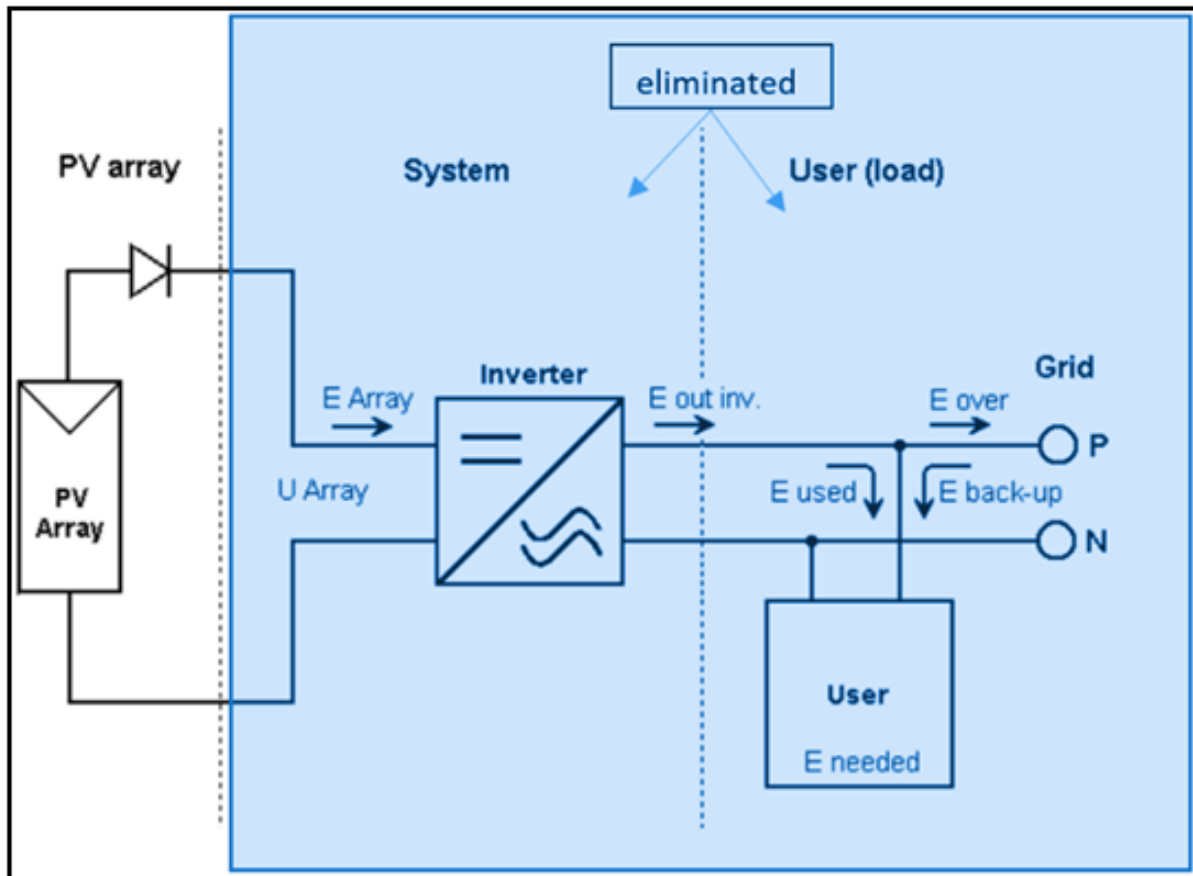 eliminated
PV array
System
User (load)
Inverter
Grid
E Array
E out inv.
E over
P
U Array
E used
E back-up
PV
Array
N
User
E needed